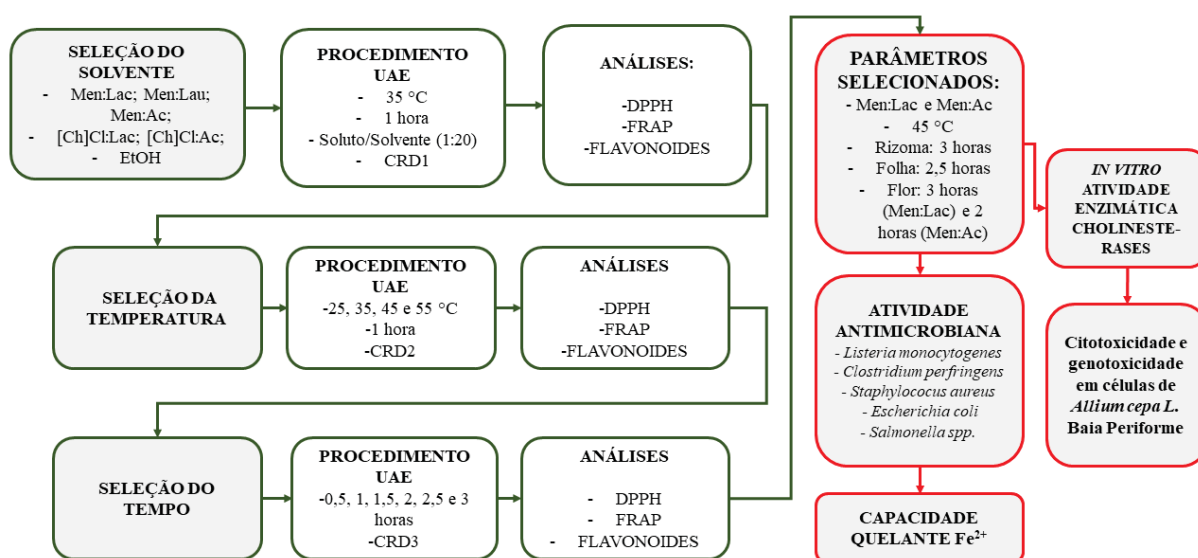 SELEÇÃO DO
SOLVENTE
- Men:Lac; Men:Lau;
Men:Ac;
- [Ch]Cl:Lac; [Ch]Cl:Ac;
- EtOH
PROCEDIMENTO
UAE
- 35 °C
- 1 hora
- Soluto/Solvente (1:20)
- CRD1
ANÁLISES:
-DPPH
-FRAP
-FLAVONOIDES
SELEÇÃO DA
TEMPERATURA
PROCEDIMENTO
UAE
-25, 35, 45 e 55 °C
-1 hora
-CRD2
ANÁLISES
-DPPH
-FRAP
-FLAVONOIDES
SELEÇÃO DO
TEMPO
PROCEDIMENTO
UAE
-0,5, 1, 1,5, 2, 2,5 e 3
horas
-CRD3
ANÁLISES
- DPPH
- FRAP
- FLAVONOIDES
PARÂMETROS
SELECIONADOS:
- Men:Lac e Men:Ac
- 45 °C
- Rizoma: 3 horas
- Folha: 2,5 horas
- Flor: 3 horas
(Men:Lac) e 2
horas (Men:Ac)
ATIVIDADE
ANTIMICROBIANA
- Listeria monocytogenes
- Clostridium perfringens
- Staphylococus aureus
- Escherichia coli
- Salmonella spp.
CAPACIDADE
QUELANTE Fe²⁺
IN VITRO
ATIVIDADE
ENZIMÁTICA
CHOLINESTE-
RASES
Citotoxicidade e
genotoxicidade
em células de
Allium cepa L.
Baia Periforme